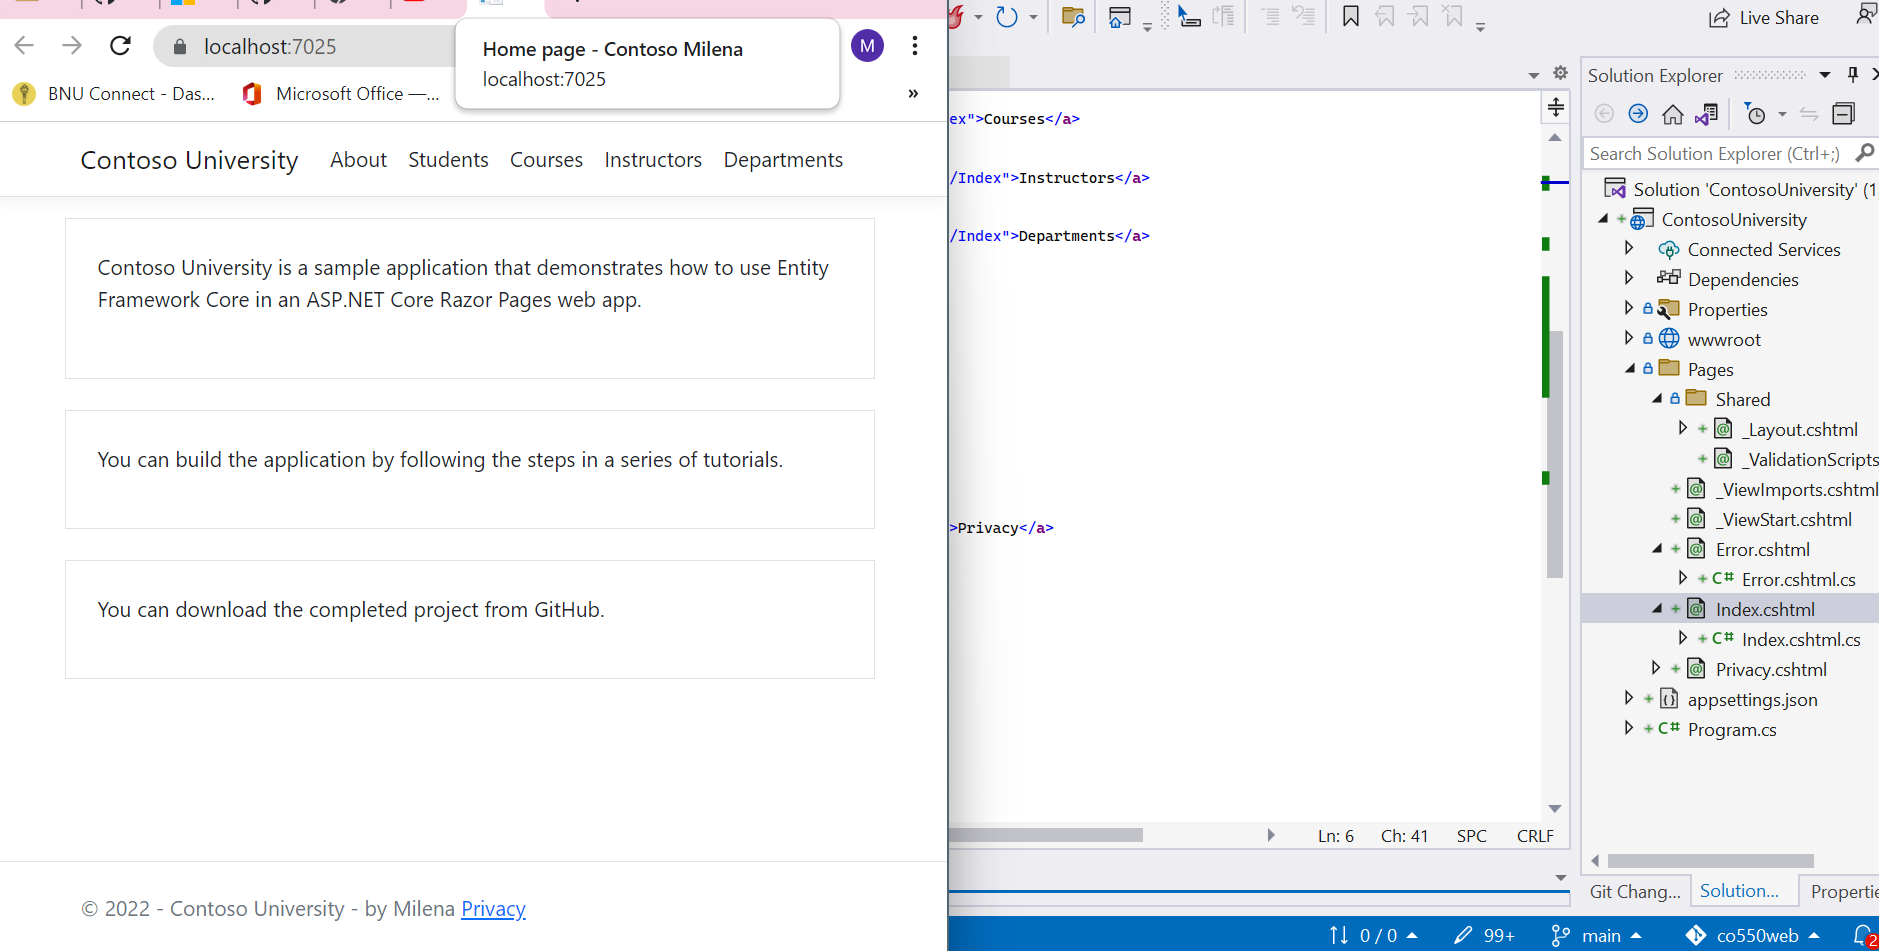 localhost:7025
Home page - Contoso Milena
localhost:7025
M
BNU Connect - Das...
Microsoft Office —...
»
Contoso University About Students Courses Instructors Departments
Contoso University is a sample application that demonstrates how to use Entity
Framework Core in an ASP.NET Core Razor Pages web app.
You can build the application by following the steps in a series of tutorials.
You can download the completed project from GitHub.
© 2022 - Contoso University - by Milena Privacy
Live Share
ex">Courses</a>
/Index">Instructors</a>
/Index">Departments</a>
>Privacy</a>
Ln: 6 Ch: 41 SPC CRLF
Solution Explorer
Search Solution Explorer (Ctrl+;)
Solution 'ContosoUniversity' (1
ContosoUniversity
Connected Services
Dependencies
Properties
wwwroot
Pages
Shared
_Layout.cshtml
_ValidationScripts
_ViewImports.cshtml
_ViewStart.cshtml
Error.cshtml
C# Error.cshtml.cs
Index.cshtml
C# Index.cshtml.cs
Privacy.cshtml
appsettings.json
C# Program.cs
Git Chang... Solution... Propertie
0 / 0 99+ main co550web 2